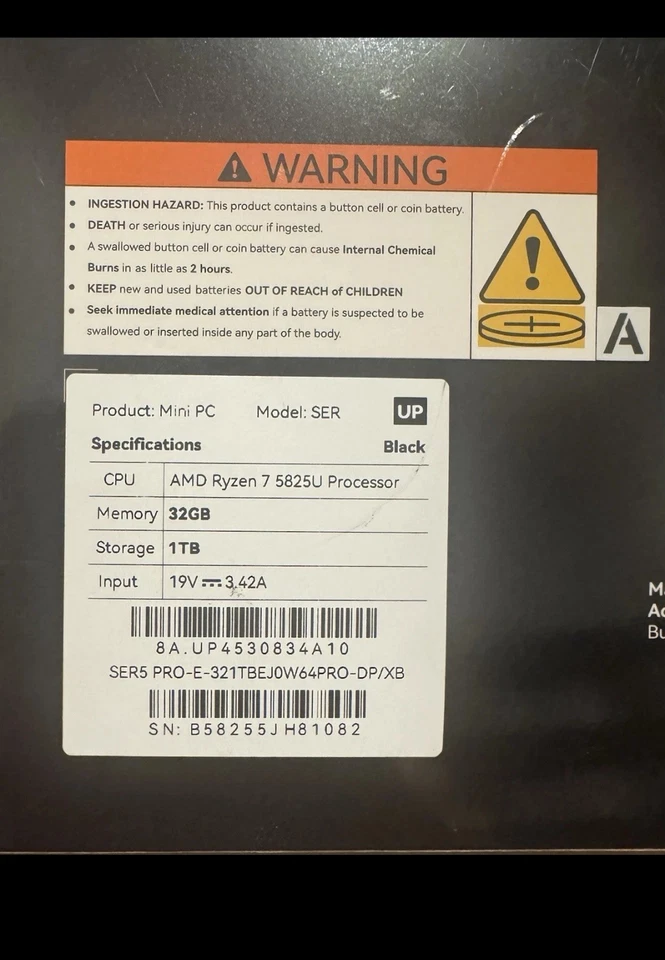 WARNING
INGESTION HAZARD: This product contains a button cell or coin battery.
DEATH or serious injury can occur if ingested.
A swallowed button cell or coin battery can cause Internal Chemical
Burns in as little as 2 hours.
KEEP new and used batteries OUT OF REACH of CHILDREN
Seek immediate medical attention if a battery is suspected to be
swallowed or inserted inside any part of the body.
A
Product: Mini PC Model: SER UP
Specifications Black
CPU AMD Ryzen 7 5825U Processor
Memory 32GB
Storage 1TB
Input 19V⎓3.42A
8A.UP4530834A10
SER5 PRO-E-321TBEJ0W64PRO-DP/XB
SN: B58255JH81082